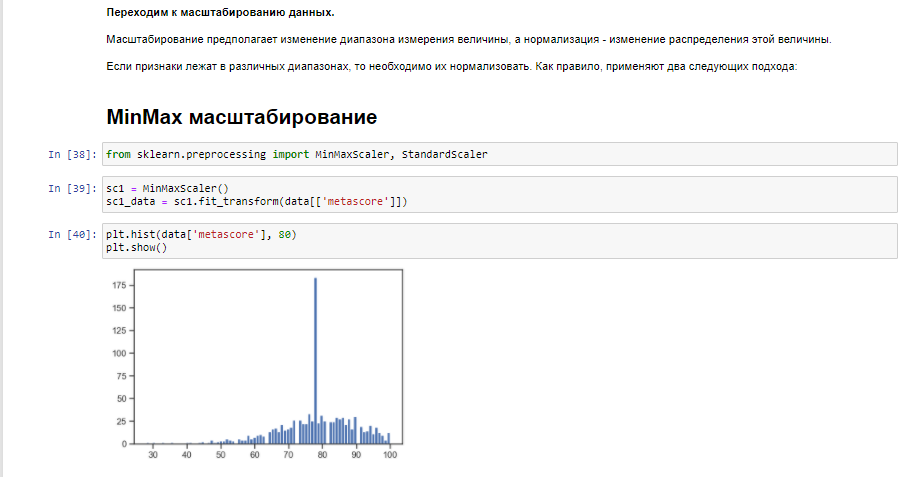 Переходим к масштабированию данных.
Масштабирование предполагает изменение диапазона измерения величины, а нормализация - изменение распределения этой величины.
Если признаки лежат в различных диапазонах, то необходимо их нормализовать. Как правило, применяют два следующих подхода:
MinMax масштабирование
In [38]: from sklearn.preprocessing import MinMaxScaler, StandardScaler
In [39]: sc1 = MinMaxScaler()
sc1_data = sc1.fit_transform(data[['metascore']])
In [40]: plt.hist(data['metascore'], 80)
plt.show()
175
150
125
100
75
50
25
0
30 40 50 60 70 80 90 100